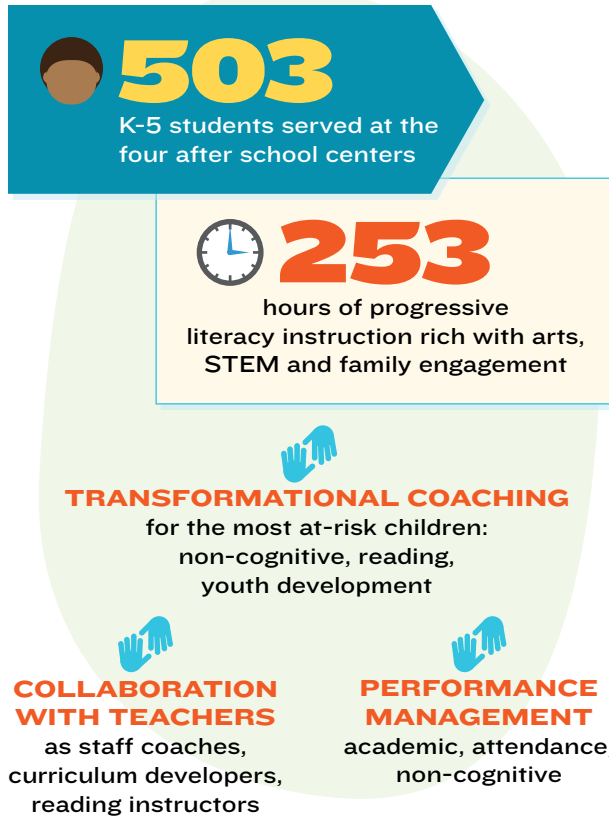 503
K-5 students served at the
four after school centers
253
hours of progressive
literacy instruction rich with arts,
STEM and family engagement
TRANSFORMATIONAL COACHING
for the most at-risk children:
non-cognitive, reading,
youth development
COLLABORATION
WITH TEACHERS
as staff coaches,
curriculum developers,
reading instructors
PERFORMANCE
MANAGEMENT
academic, attendance,
non-cognitive